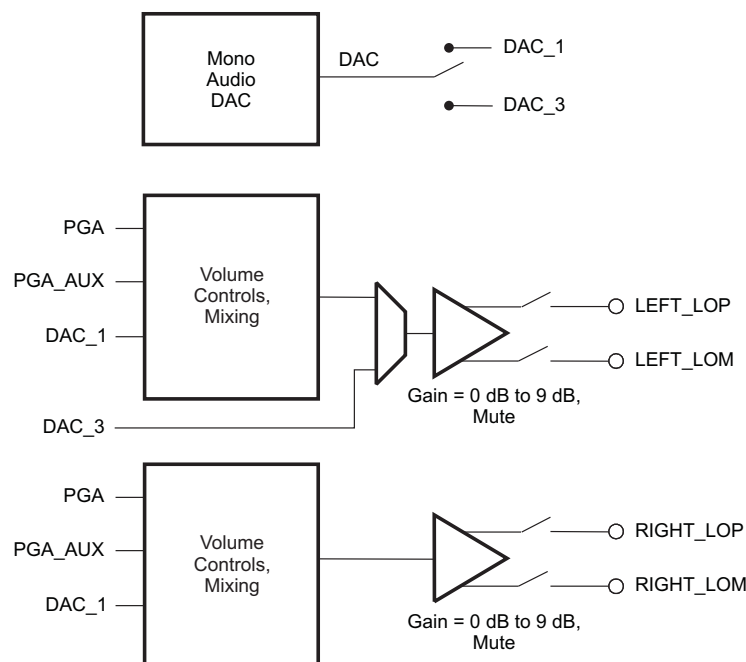 Mono
Audio
DAC
DAC
DAC_1
DAC_3
PGA
PGA_AUX
DAC_1
DAC_3
Volume
Controls,
Mixing
LEFT_LOP
LEFT_LOM
Gain = 0 dB to 9 dB,
Mute
PGA
PGA_AUX
DAC_1
Volume
Controls,
Mixing
RIGHT_LOP
RIGHT_LOM
Gain = 0 dB to 9 dB,
Mute